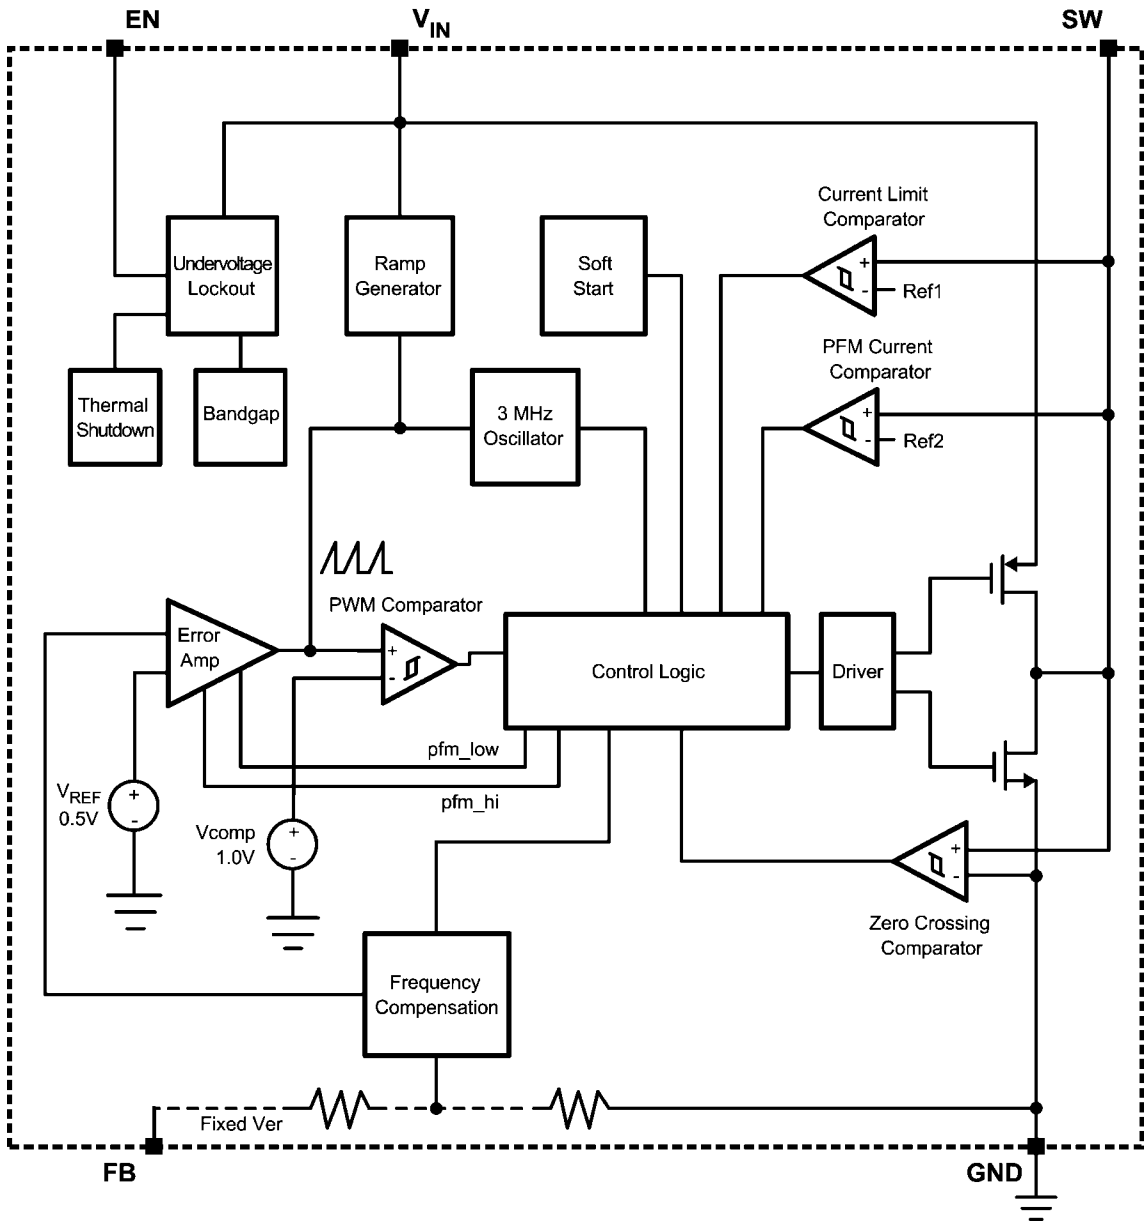 EN
VIN
SW
Current Limit
Comparator
Undervoltage
Lockout
Ramp
Generator
Soft
Start
+
-
Ref1
PFM Current
Comparator
Thermal
Shutdown
Bandgap
3 MHz
Oscillator
+
-
Ref2
PWM Comparator
Error
Amp
+
-
Control Logic
Driver
pfm_low
pfm_hi
VREF
0.5V
+
-
Vcomp
1.0V
+
-
+
-
Zero Crossing
Comparator
Frequency
Compensation
Fixed Ver
FB
GND